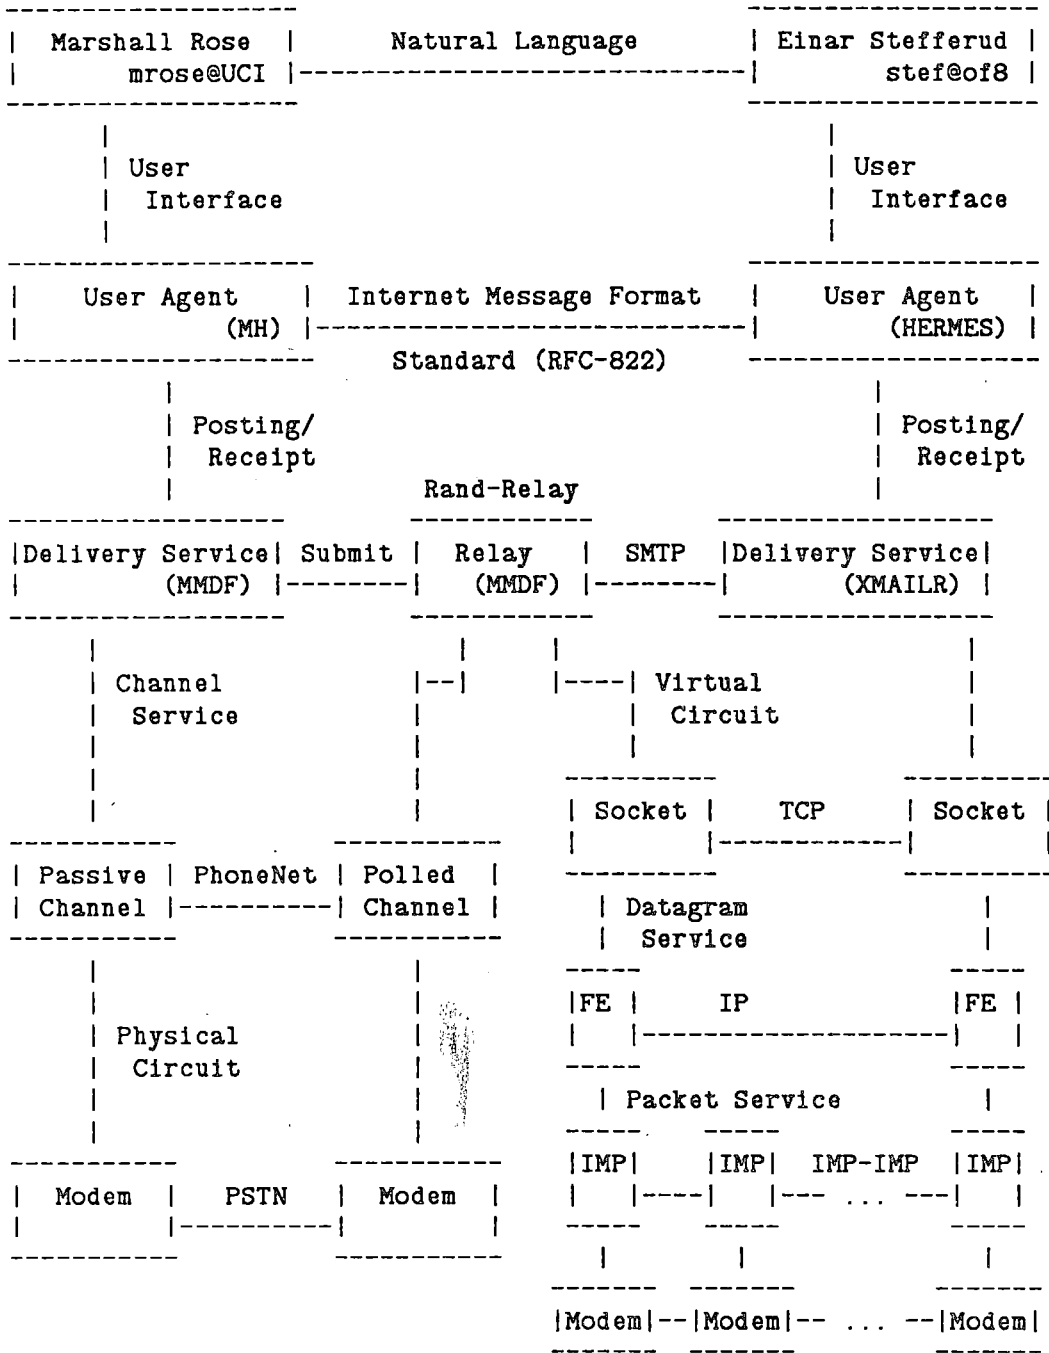 Marshall Rose Natural Language Einar Stefferud
mrose@UCI stef@of8
User User
Interface Interface
User Agent Internet Message Format User Agent
(MH) (HERMES)
Standard (RFC-822)
Posting/ Posting/
Receipt Receipt
Rand-Relay
Delivery Service Submit Relay SMTP Delivery Service
(MMDF) (MMDF) (XMAILR)
Channel Virtual
Service Circuit
Socket TCP Socket
Passive PhoneNet Polled
Channel Channel
Datagram
Service
FE IP FE
Physical
Circuit
Packet Service
IMP IMP IMP-IMP IMP
...
Modem PSTN Modem
Modem Modem ... Modem